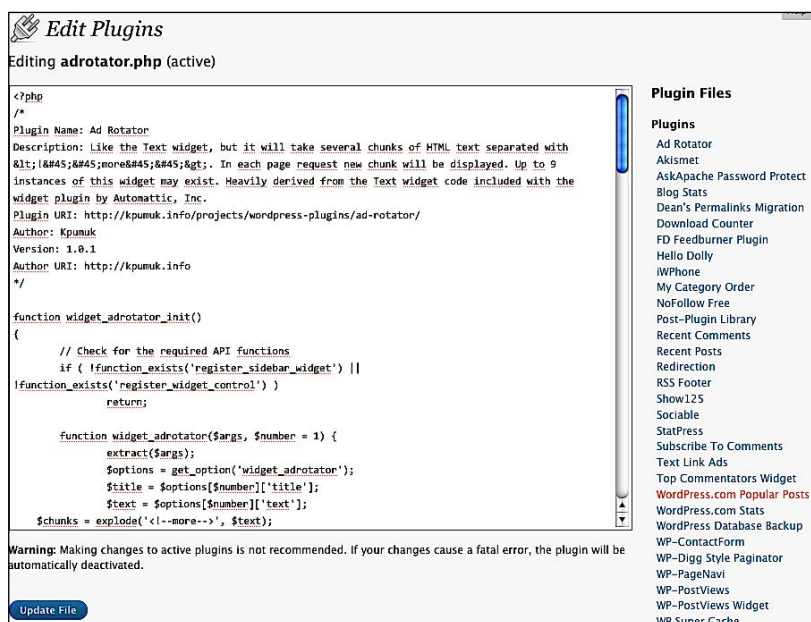 Edit Plugins
Editing adrotator.php (active)
<?php
/*
Plugin Name: Ad Rotator
Description: Like the Text widget, but it will take several chunks of HTML text separated with
&lt;!&#45;&#45;more&#45;&#45;&gt;. In each page request new chunk will be displayed. Up to 9
instances of this widget may exist. Heavily derived from the Text widget code included with the
widget plugin by Automattic, Inc.
Plugin URI: http://kpumuk.info/projects/wordpress-plugins/ad-rotator/
Author: Kpumuk
Version: 1.0.1
Author URI: http://kpumuk.info
*/
function widget_adrotator_init()
{
// Check for the required API functions
if ( !function_exists('register_sidebar_widget') ||
!function_exists('register_widget_control') )
return;
function widget_adrotator($args, $number = 1) {
extract($args);
$options = get_option('widget_adrotator');
$title = $options[$number]['title'];
$text = $options[$number]['text'];
$chunks = explode('<!--more-->', $text);
Warning: Making changes to active plugins is not recommended. If your changes cause a fatal error, the plugin will be
automatically deactivated.
Update File
Plugin Files
Plugins
Ad Rotator
Akismet
AskApache Password Protect
Blog Stats
Dean's Permalinks Migration
Download Counter
FD Feedburner Plugin
Hello Dolly
iWPhone
My Category Order
NoFollow Free
Post-Plugin Library
Recent Comments
Recent Posts
Redirection
RSS Footer
Show125
Sociable
StatPress
Subscribe To Comments
Text Link Ads
Top Commentators Widget
WordPress.com Popular Posts
WordPress.com Stats
WordPress Database Backup
WP-ContactForm
WP-Digg Style Paginator
WP-PageNavi
WP-PostViews
WP-PostViews Widget
WP Super Cache